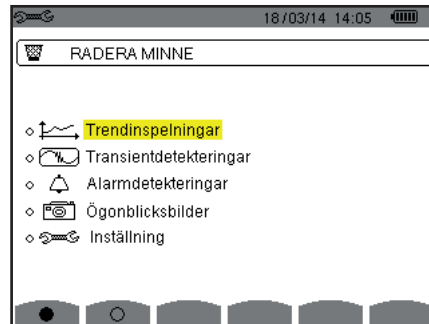 18/03/14 14:05
RADERA MINNE
Trendinspelningar
Transientdetekteringar
Alarmdetekteringar
Ögonblicksbilder
Inställning